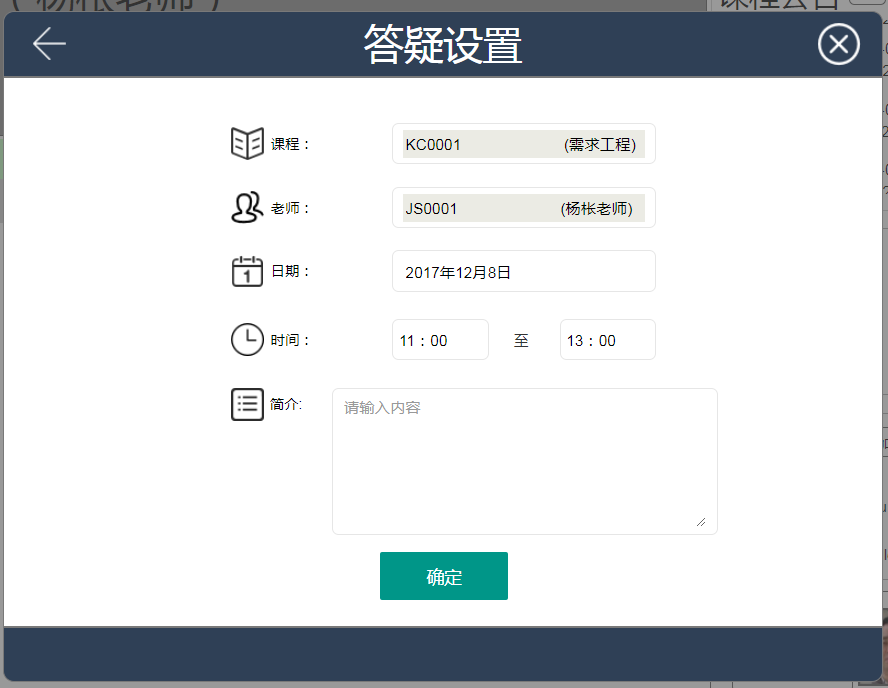 答疑设置
课程： KC0001 (需求工程)
老师： JS0001 (杨枨老师)
日期： 2017年12月8日
时间： 11：00 至 13：00
简介: 请输入内容
确定